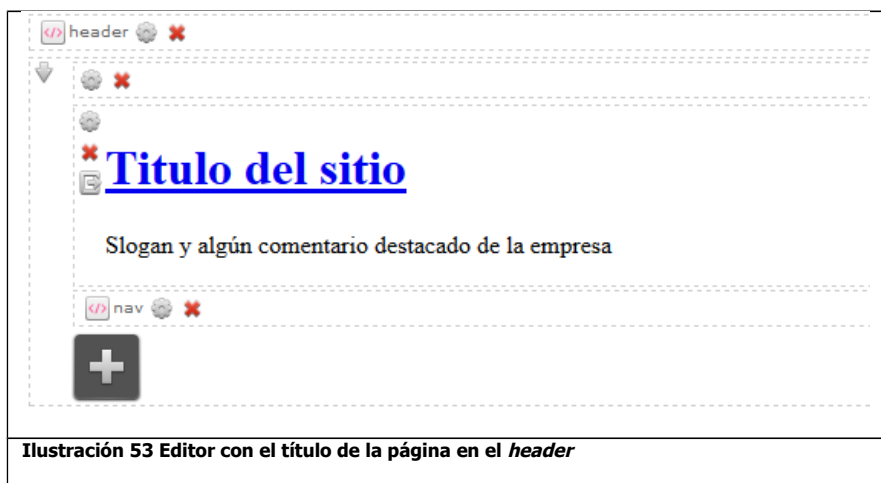 header
Titulo del sitio
Slogan y algún comentario destacado de la empresa
nav
Ilustración 53 Editor con el título de la página en el header